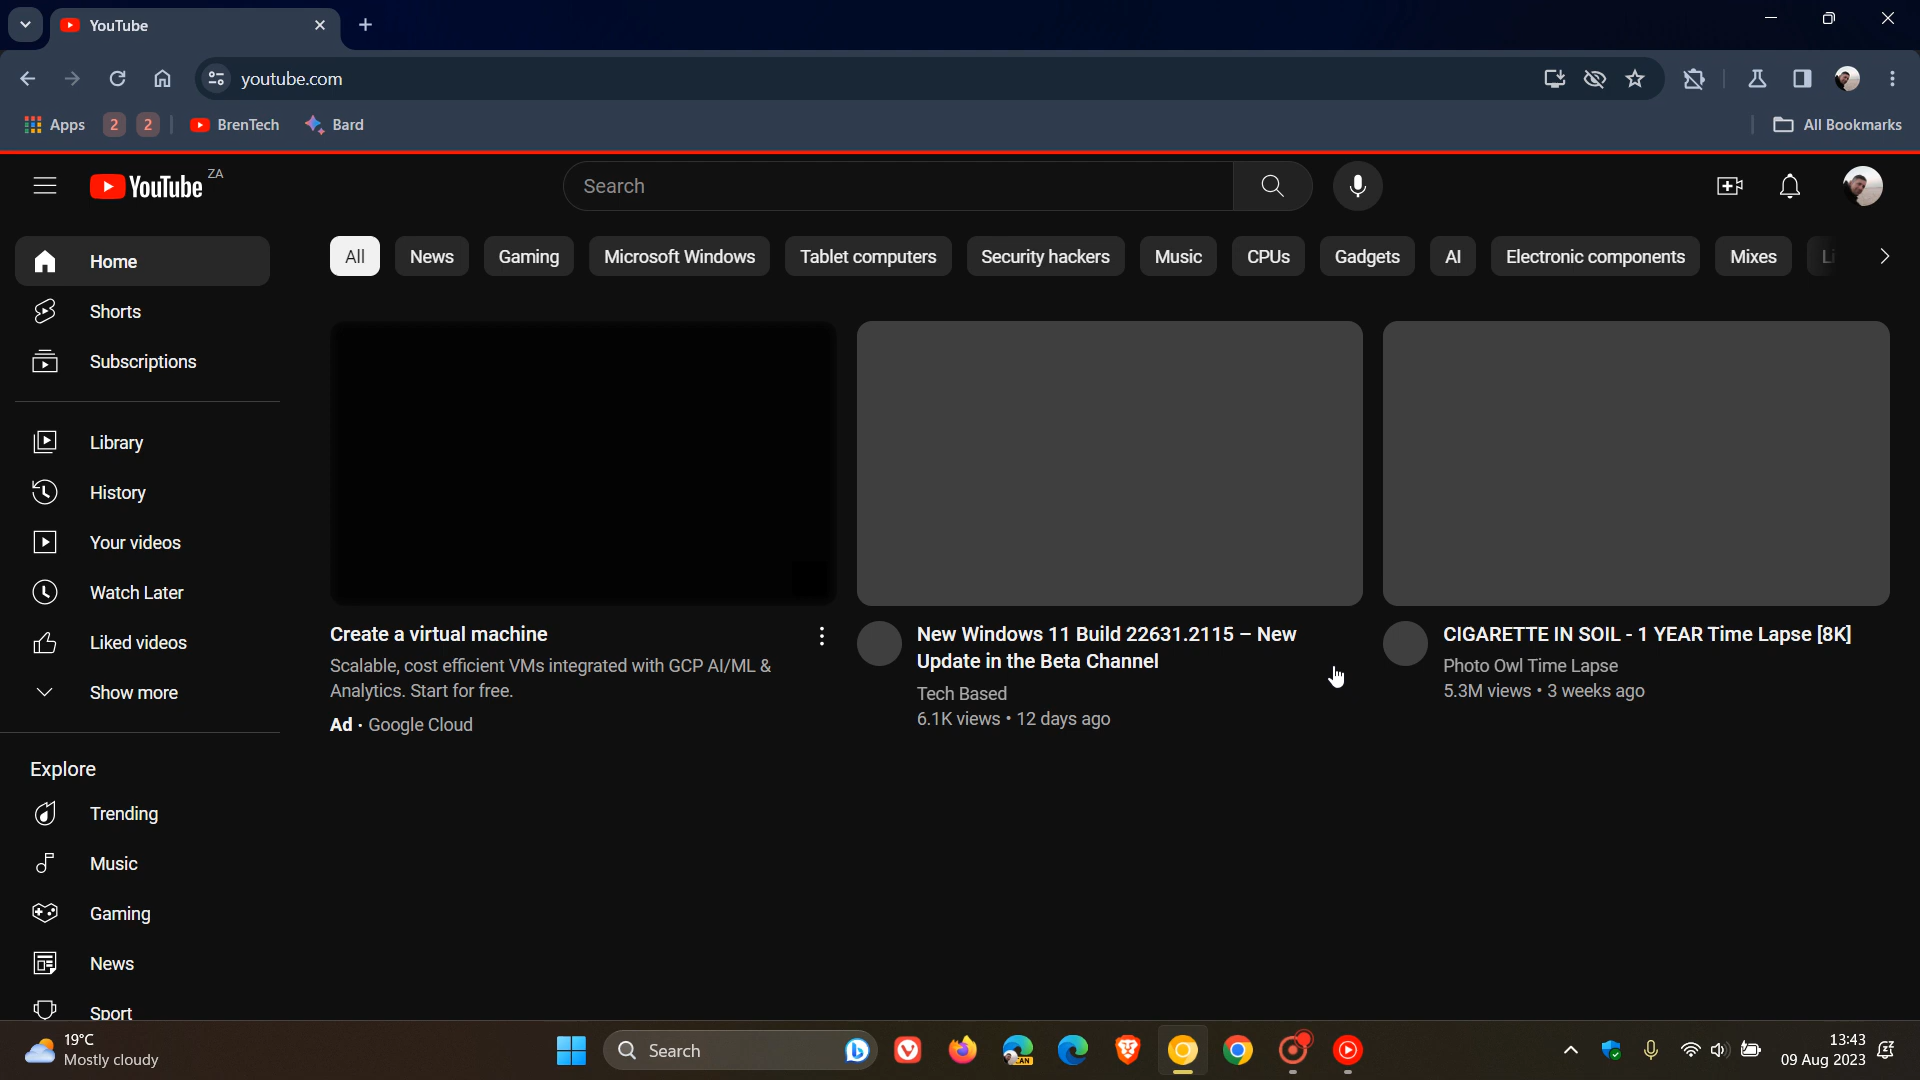 YouTube
youtube.com
Apps
2
2
BrenTech
Bard
All Bookmarks
YouTube ZA
Search
Home
Shorts
Subscriptions
Library
History
Your videos
Watch Later
Liked videos
Show more
Explore
Trending
Music
Gaming
News
Sport
All
News
Gaming
Microsoft Windows
Tablet computers
Security hackers
Music
CPUs
Gadgets
AI
Electronic components
Mixes
Create a virtual machine
Scalable, cost efficient VMs integrated with GCP AI/ML &
Analytics. Start for free.
Ad · Google Cloud
New Windows 11 Build 22631.2115 – New
Update in the Beta Channel
Tech Based
6.1K views • 12 days ago
CIGARETTE IN SOIL - 1 YEAR Time Lapse [8K]
Photo Owl Time Lapse
5.3M views • 3 weeks ago
19°C
Mostly cloudy
Search
CAN
13:43
09 Aug 2023